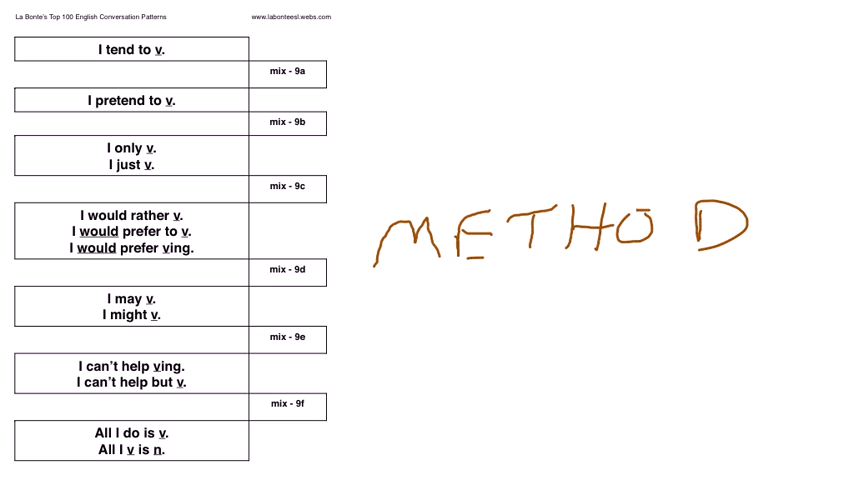 La Bonte's Top 100 English Conversation Patterns www.labonteesl.webs.com
I tend to v.
mix - 9a
I pretend to v.
mix - 9b
I only v.
I just v.
mix - 9c
I would rather v.
I would prefer to v.
I would prefer ving.
mix - 9d
I may v.
I might v.
mix - 9e
I can't help ving.
I can't help but v.
mix - 9f
All I do is v.
All I v is n.
METHOD